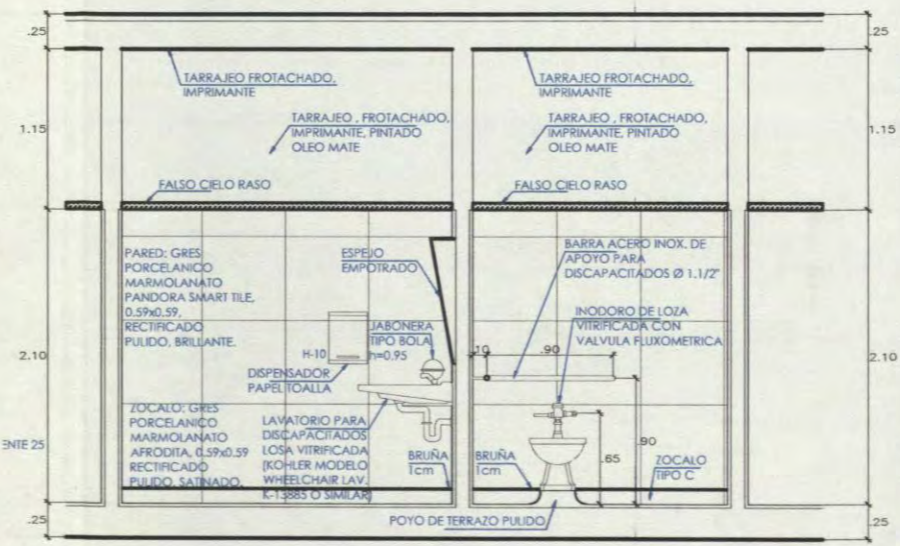 .25
.25
TARRAJEO FROTACHADO,
IMPRIMANTE
TARRAJEO FROTACHADO,
IMPRIMANTE
1.15
TARRAJEO , FROTACHADO,
IMPRIMANTE, PINTADO
OLEO MATE
TARRAJEO , FROTACHADO,
IMPRIMANTE, PINTADO
OLEO MATE
1.15
FALSO CIELO RASO
FALSO CIELO RASO
PARED: GRES
PORCELANICO
MARMOLANATO
PANDORA SMART TILE,
0.59x0.59,
RECTIFICADO
PULIDO, BRILLANTE.
ESPEJO
EMPOTRADO
BARRA ACERO INOX. DE
APOYO PARA
DISCAPACITADOS Ø 1.1/2"
INODORO DE LOZA
VITRIFICADA CON
VALVULA FLUXOMETRICA
JABONERA
TIPO BOLA
h=0.95
H-10
2.10
.10
.90
2.10
DISPENSADOR
PAPEL TOALLA
ZOCALO: GRES
PORCELANICO
MARMOLANATO
AFRODITA, 0.59x0.59
RECTIFICADO
PULIDO, SATINADO.
LAVATORIO PARA
DISCAPACITADOS
LOSA VITRIFICADA
(KOHLER MODELO
WHEELCHAIR LAV.
K-13885 O SIMILAR)
ENTE 25
BRUÑA
1cm
BRUÑA
1cm
.65
.90
ZOCALO
TIPO C
.25
POYO DE TERRAZO PULIDO
.25